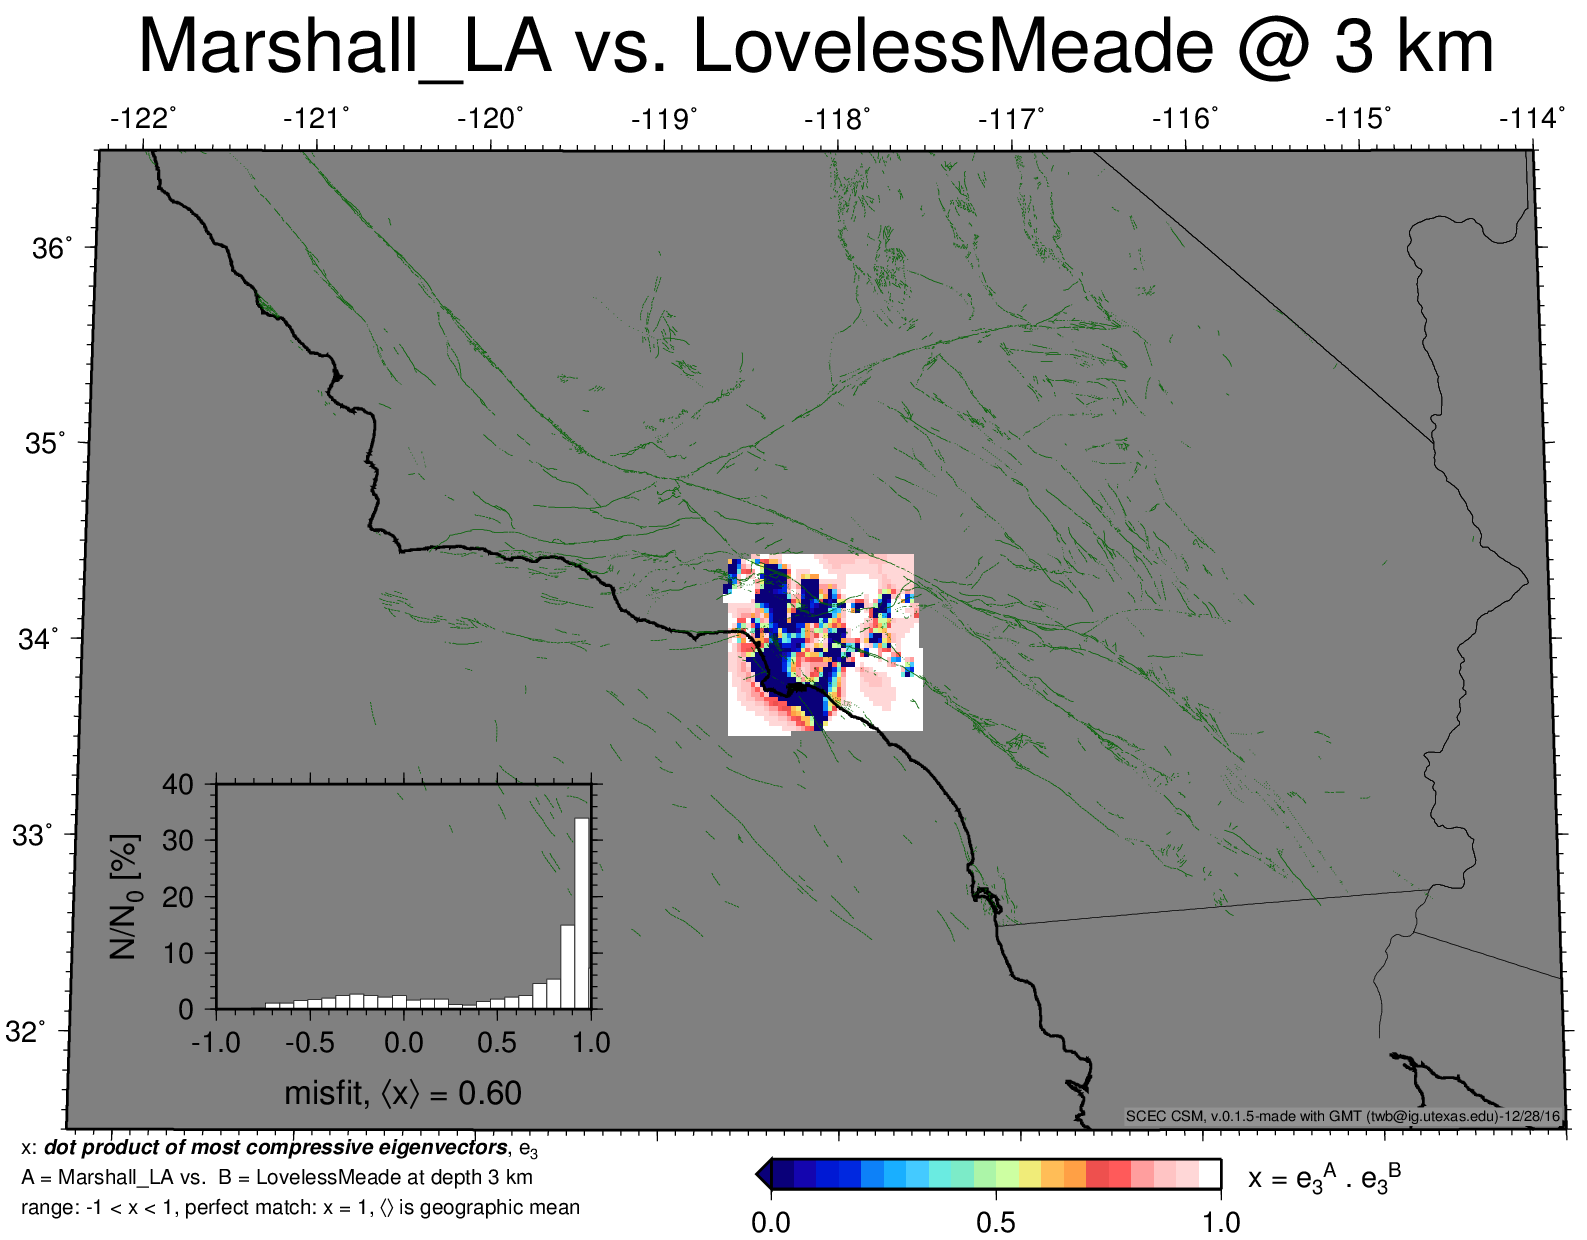 Marshall_LA vs. LovelessMeade @ 3 km
-122° -121° -120° -119° -118° -117° -116° -115° -114°
36°
35°
34°
33°
32°
40
30
20
10
0
N/N₀ [%]
-1.0 -0.5 0.0 0.5 1.0
misfit, ⟨x⟩ = 0.60
SCEC CSM, v.0.1.5-made with GMT (twb@ig.utexas.edu)-12/28/16
x: dot product of most compressive eigenvectors, e₃
A = Marshall_LA vs. B = LovelessMeade at depth 3 km
range: -1 < x < 1, perfect match: x = 1, ⟨⟩ is geographic mean
x = e₃ᴬ . e₃ᴮ
0.0 0.5 1.0